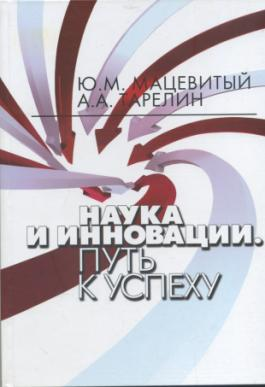 Ю.М. МАЦЕВИТЫЙ
А.А. ТАРЕЛИН
НАУКА
И ИННОВАЦИИ.
ПУТЬ
К УСПЕХУ